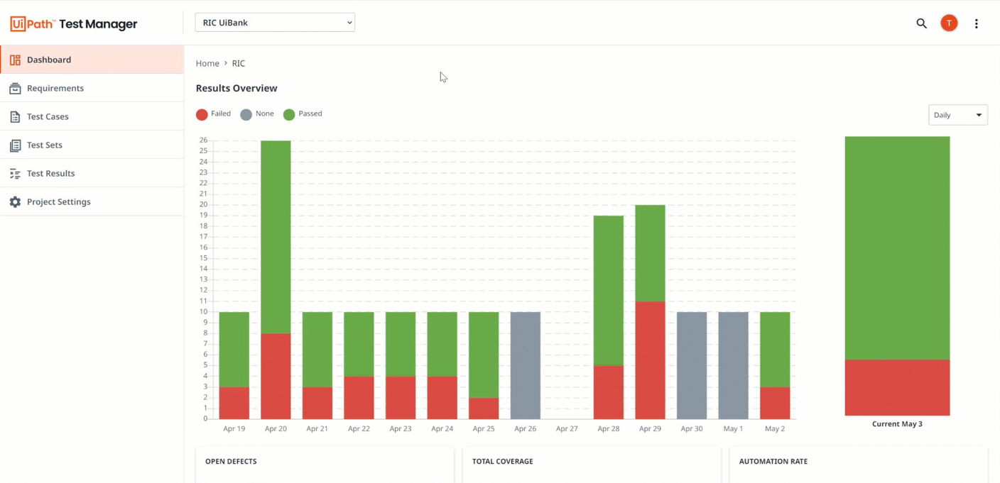 UiPath™ Test Manager
RIC UiBank
T
Dashboard
Requirements
Test Cases
Test Sets
Test Results
Project Settings
Home > RIC
Results Overview
Failed None Passed
Daily
26
25
24
23
22
21
20
19
18
17
16
15
14
13
12
11
10
9
8
7
6
5
4
3
2
1
0
Apr 19 Apr 20 Apr 21 Apr 22 Apr 23 Apr 24 Apr 25 Apr 26 Apr 27 Apr 28 Apr 29 Apr 30 May 1 May 2
Current May 3
OPEN DEFECTS
TOTAL COVERAGE
AUTOMATION RATE